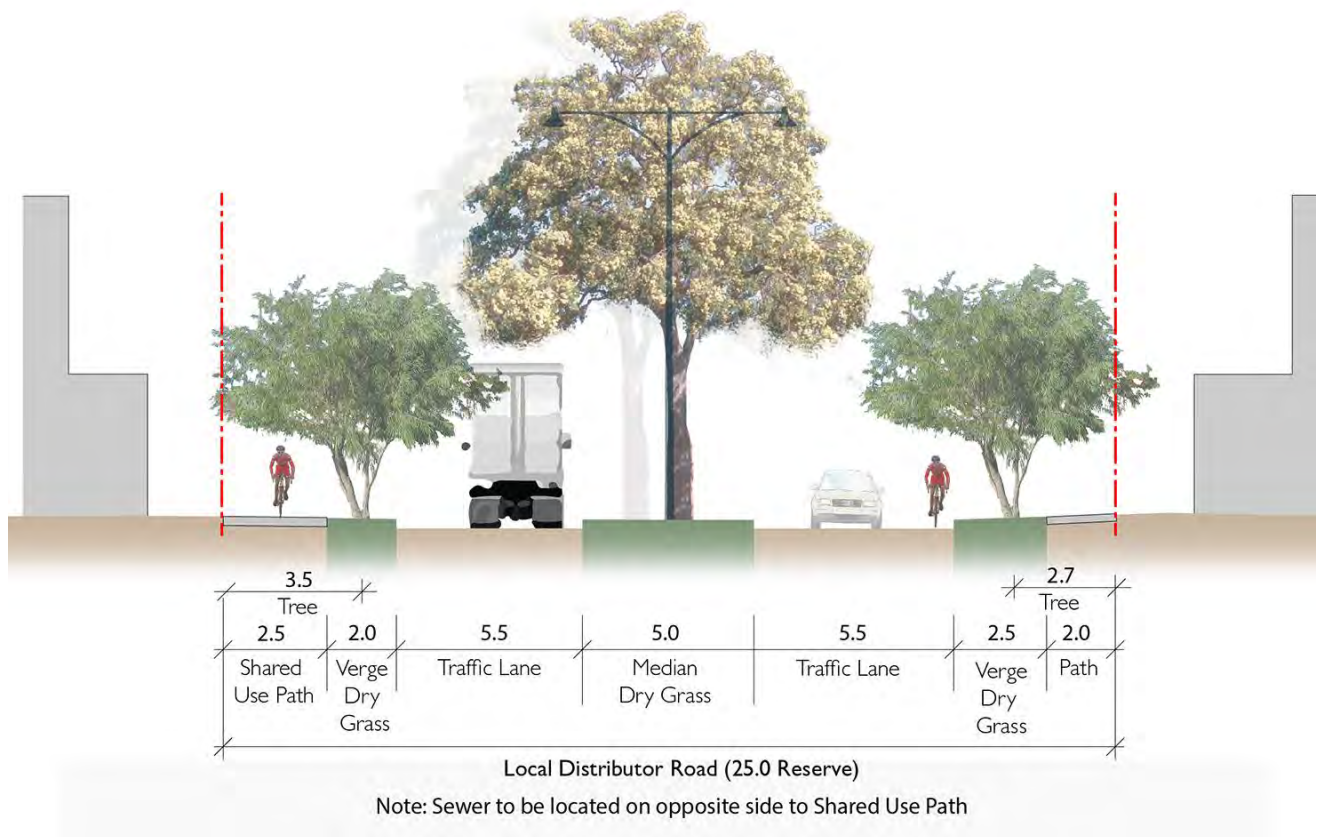 3.5
Tree
2.7
Tree
2.5 2.0 5.5 5.0 5.5 2.5 2.0
Shared
Use Path
Verge
Dry
Grass
Traffic Lane
Median
Dry Grass
Traffic Lane
Verge
Dry
Grass
Path
Local Distributor Road (25.0 Reserve)
Note: Sewer to be located on opposite side to Shared Use Path